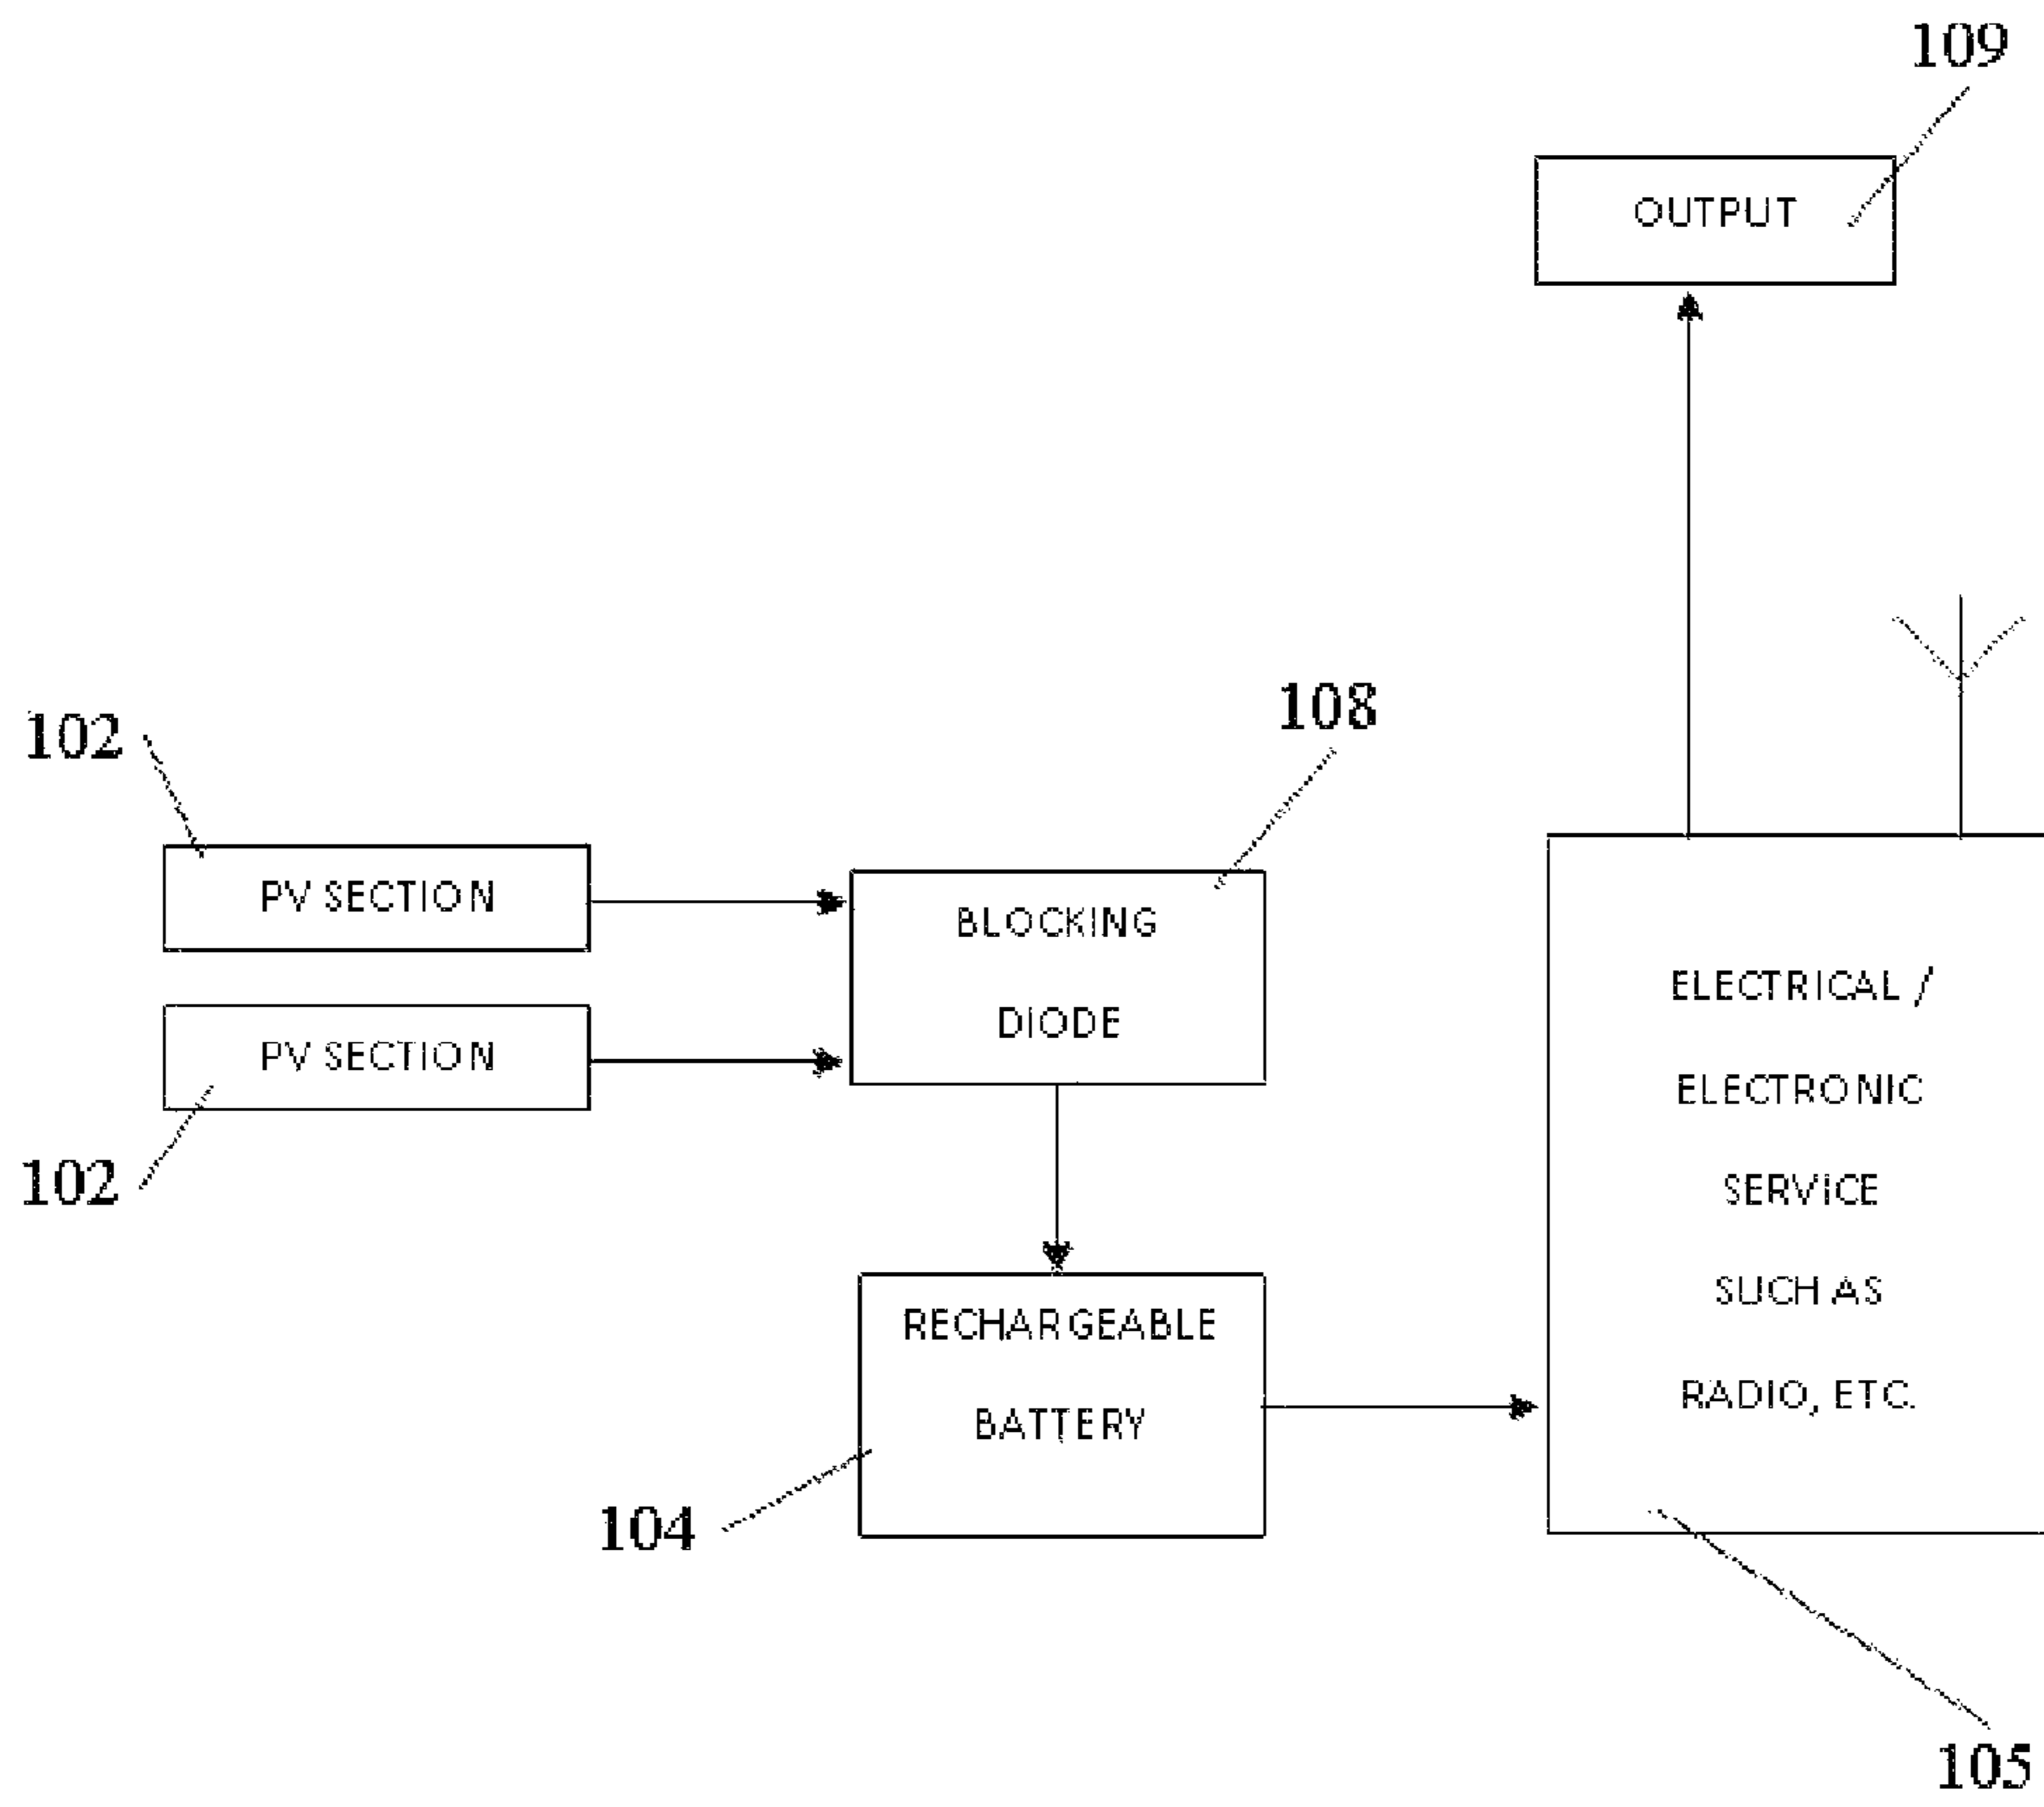 109
OUTPUT
102
108
PV SECTION
BLOCKING
DIODE
PV SECTION
102
ELECTRICAL /
ELECTRONIC
SERVICE
SUCH AS
RADIO, ETC.
RECHARGEABLE
BATTERY
104
105